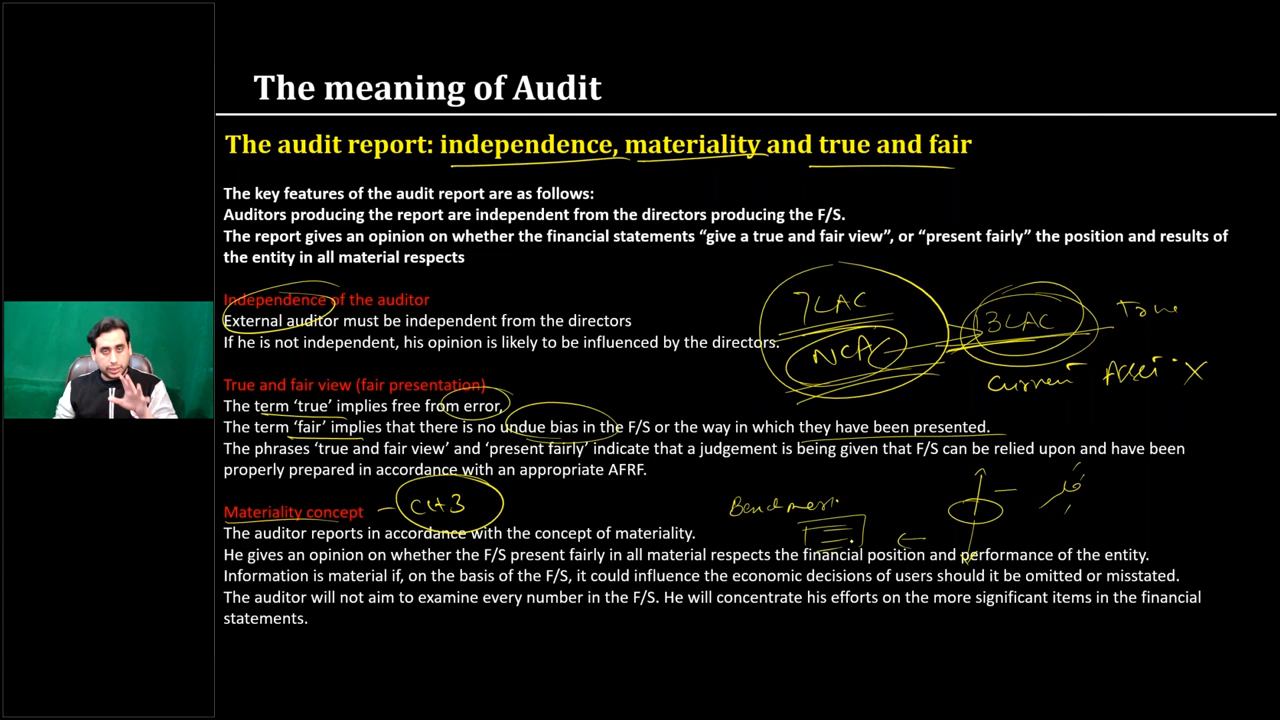 The meaning of Audit
The audit report: independence, materiality and true and fair
The key features of the audit report are as follows:
Auditors producing the report are independent from the directors producing the F/S.
The report gives an opinion on whether the financial statements “give a true and fair view”, or “present fairly” the position and results of
the entity in all material respects
Independence of the auditor
External auditor must be independent from the directors
If he is not independent, his opinion is likely to be influenced by the directors.
7LAC
NCA
3LAC
True
Current Asset X
True and fair view (fair presentation)
The term ‘true’ implies free from error,
The term ‘fair’ implies that there is no undue bias in the F/S or the way in which they have been presented.
The phrases ‘true and fair view’ and ‘present fairly’ indicate that a judgement is being given that F/S can be relied upon and have been
properly prepared in accordance with an appropriate AFRF.
Materiality concept
CH3
The auditor reports in accordance with the concept of materiality.
He gives an opinion on whether the F/S present fairly in all material respects the financial position and performance of the entity.
Information is material if, on the basis of the F/S, it could influence the economic decisions of users should it be omitted or misstated.
The auditor will not aim to examine every number in the F/S. He will concentrate his efforts on the more significant items in the financial
statements.